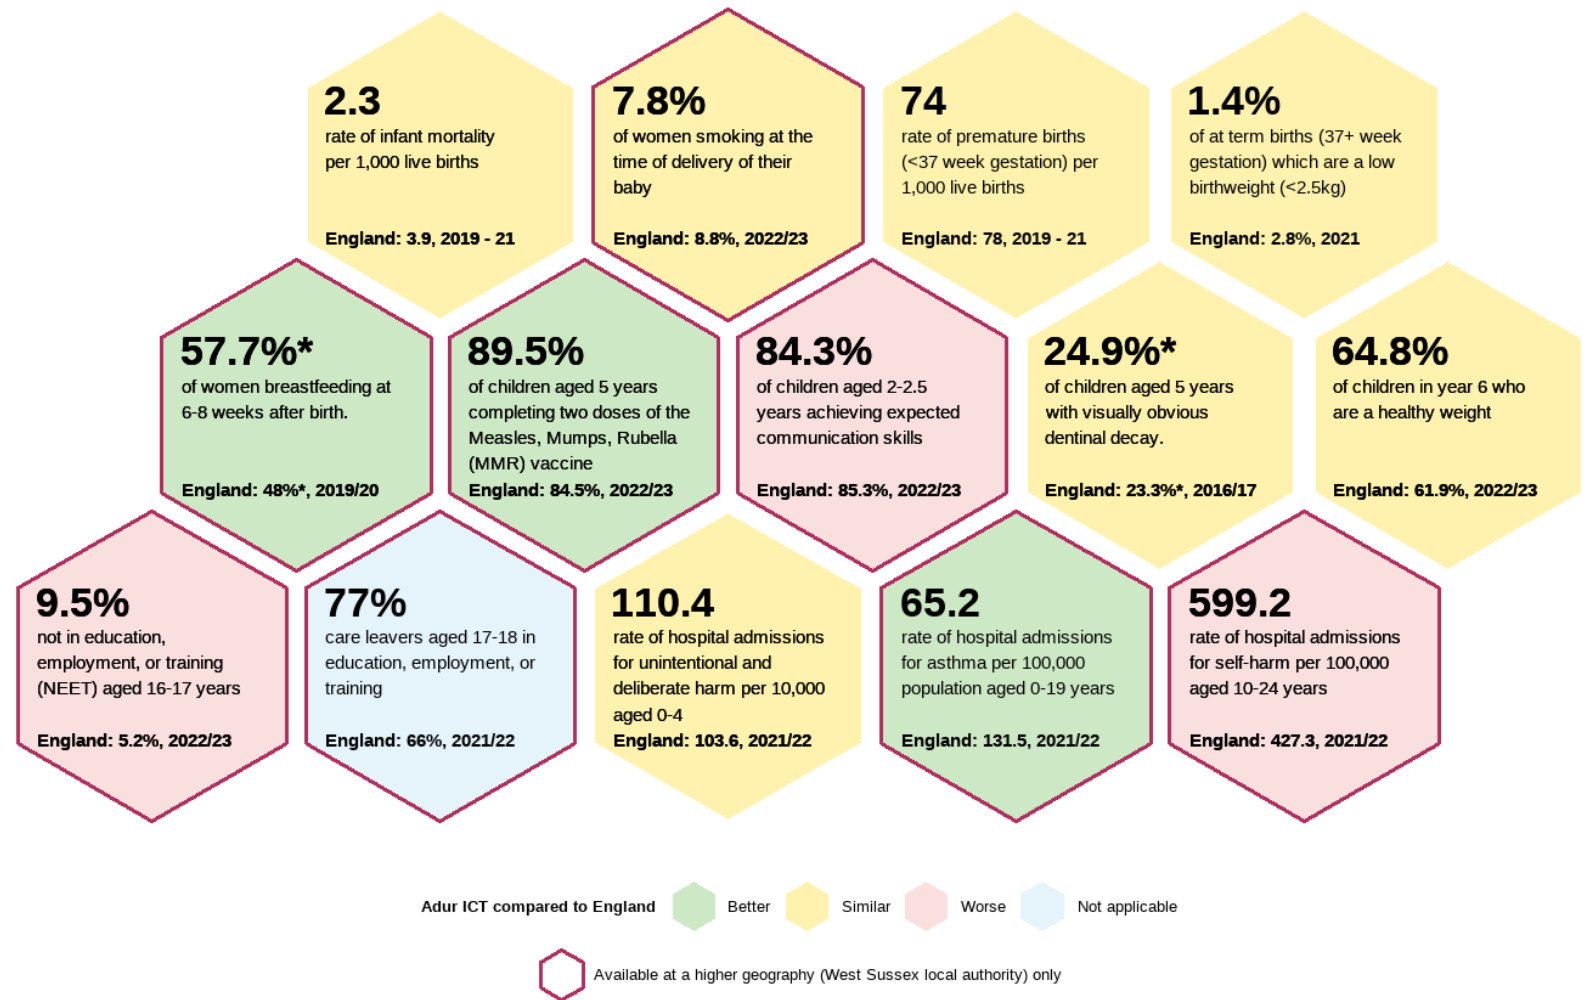 2.3
rate of infant mortality
per 1,000 live births
England: 3.9, 2019 - 21
7.8%
of women smoking at the
time of delivery of their
baby
England: 8.8%, 2022/23
74
rate of premature births
(<37 week gestation) per
1,000 live births
England: 78, 2019 - 21
1.4%
of at term births (37+ week
gestation) which are a low
birthweight (<2.5kg)
England: 2.8%, 2021
57.7%*
of women breastfeeding at
6-8 weeks after birth.
England: 48%*, 2019/20
89.5%
of children aged 5 years
completing two doses of the
Measles, Mumps, Rubella
(MMR) vaccine
England: 84.5%, 2022/23
84.3%
of children aged 2-2.5
years achieving expected
communication skills
England: 85.3%, 2022/23
24.9%*
of children aged 5 years
with visually obvious
dentinal decay.
England: 23.3%*, 2016/17
64.8%
of children in year 6 who
are a healthy weight
England: 61.9%, 2022/23
9.5%
not in education,
employment, or training
(NEET) aged 16-17 years
England: 5.2%, 2022/23
77%
care leavers aged 17-18 in
education, employment, or
training
England: 66%, 2021/22
110.4
rate of hospital admissions
for unintentional and
deliberate harm per 10,000
aged 0-4
England: 103.6, 2021/22
65.2
rate of hospital admissions
for asthma per 100,000
population aged 0-19 years
England: 131.5, 2021/22
599.2
rate of hospital admissions
for self-harm per 100,000
aged 10-24 years
England: 427.3, 2021/22
Adur ICT compared to England Better Similar Worse Not applicable
Available at a higher geography (West Sussex local authority) only